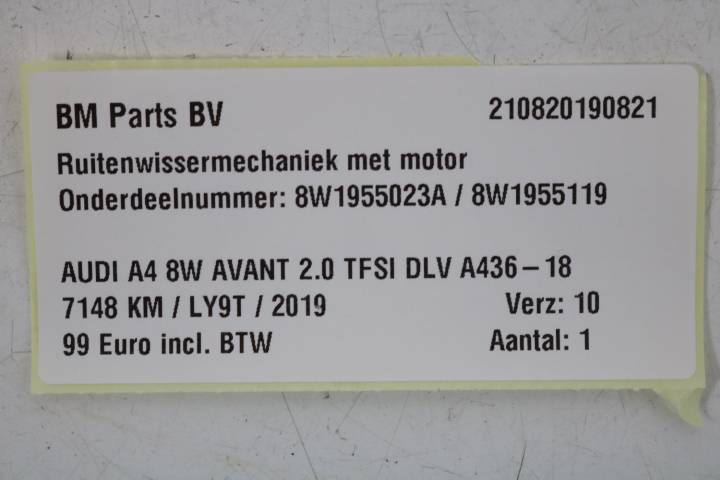 BM Parts BV 210820190821
Ruitenwissermechaniek met motor
Onderdeelnummer: 8W1955023A / 8W1955119
AUDI A4 8W AVANT 2.0 TFSI DLV A436-18
7148 KM / LY9T / 2019 Verz: 10
99 Euro incl. BTW Aantal: 1